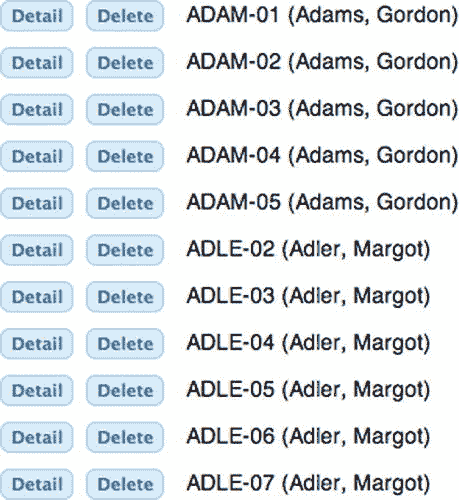 Detail Delete ADAM-01 (Adams, Gordon)
Detail Delete ADAM-02 (Adams, Gordon)
Detail Delete ADAM-03 (Adams, Gordon)
Detail Delete ADAM-04 (Adams, Gordon)
Detail Delete ADAM-05 (Adams, Gordon)
Detail Delete ADLE-02 (Adler, Margot)
Detail Delete ADLE-03 (Adler, Margot)
Detail Delete ADLE-04 (Adler, Margot)
Detail Delete ADLE-05 (Adler, Margot)
Detail Delete ADLE-06 (Adler, Margot)
Detail Delete ADLE-07 (Adler, Margot)